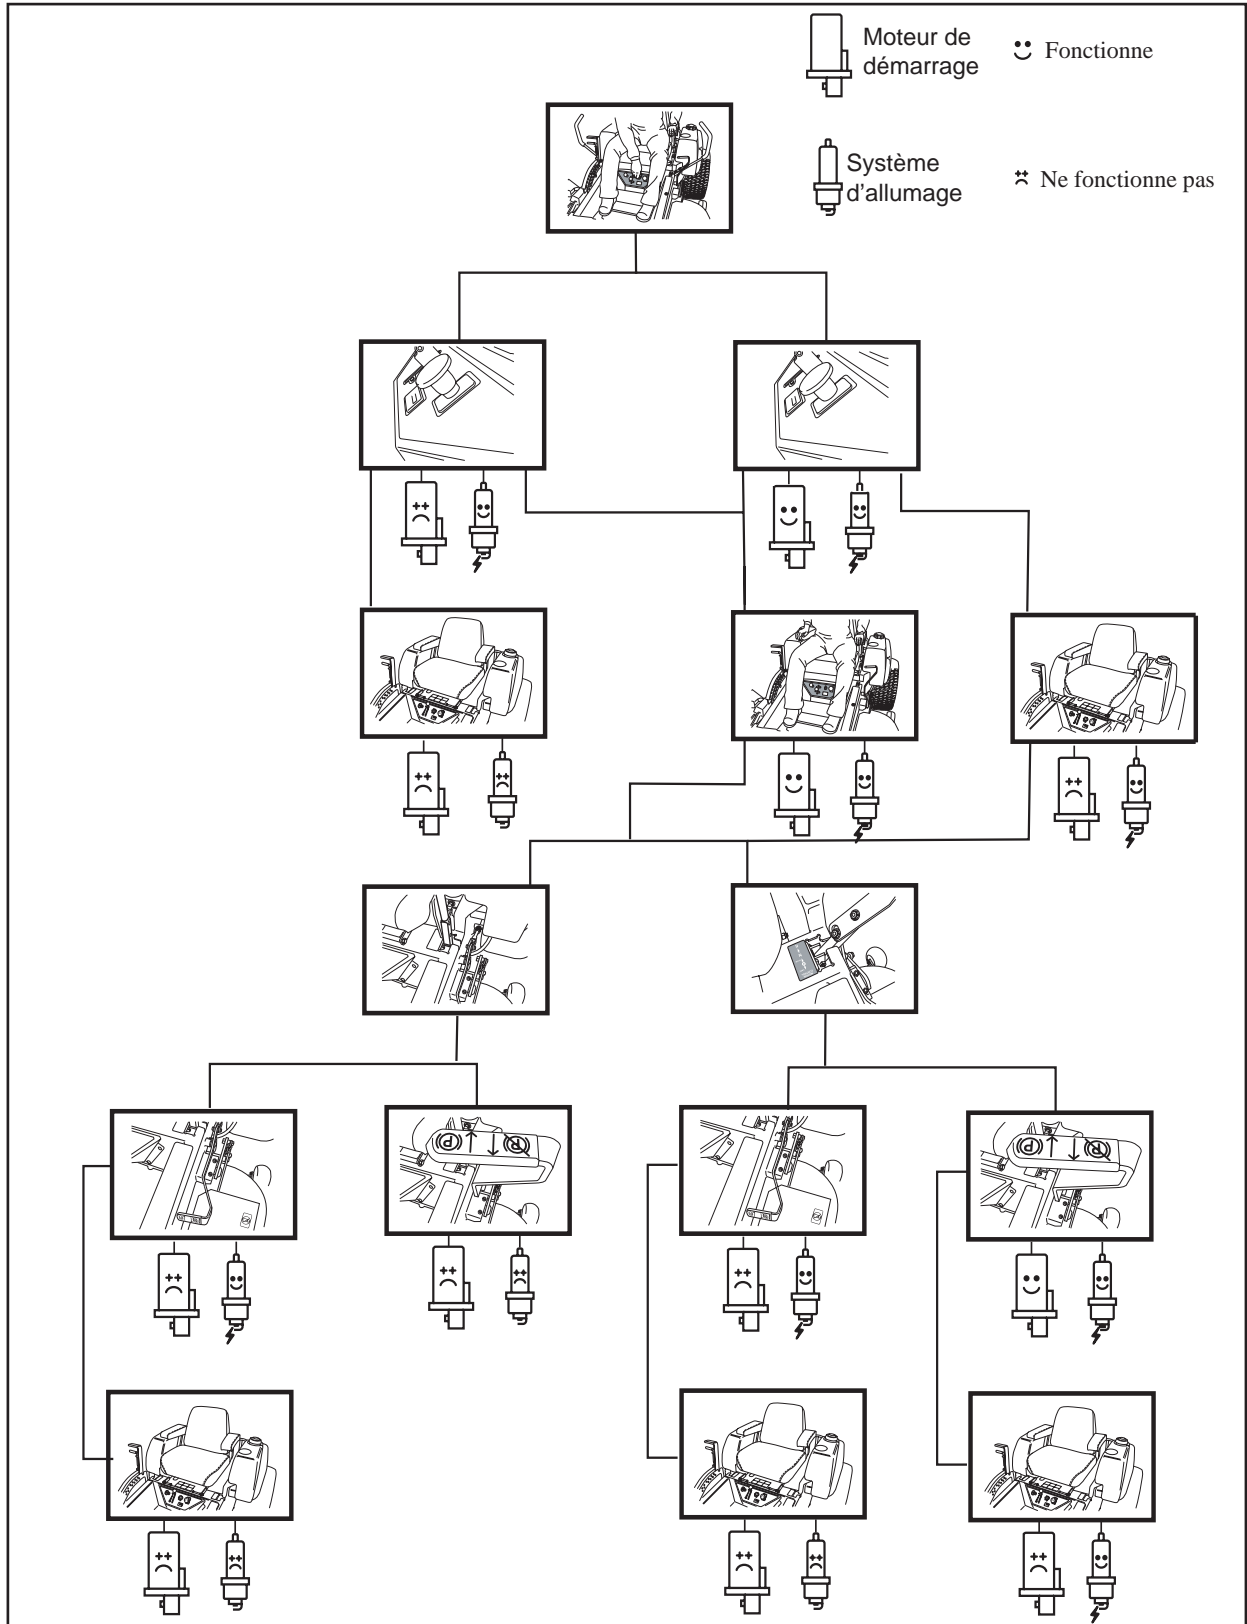 Moteur de
démarrage
Fonctionne
Système
d'allumage
Ne fonctionne pas
P R
P R